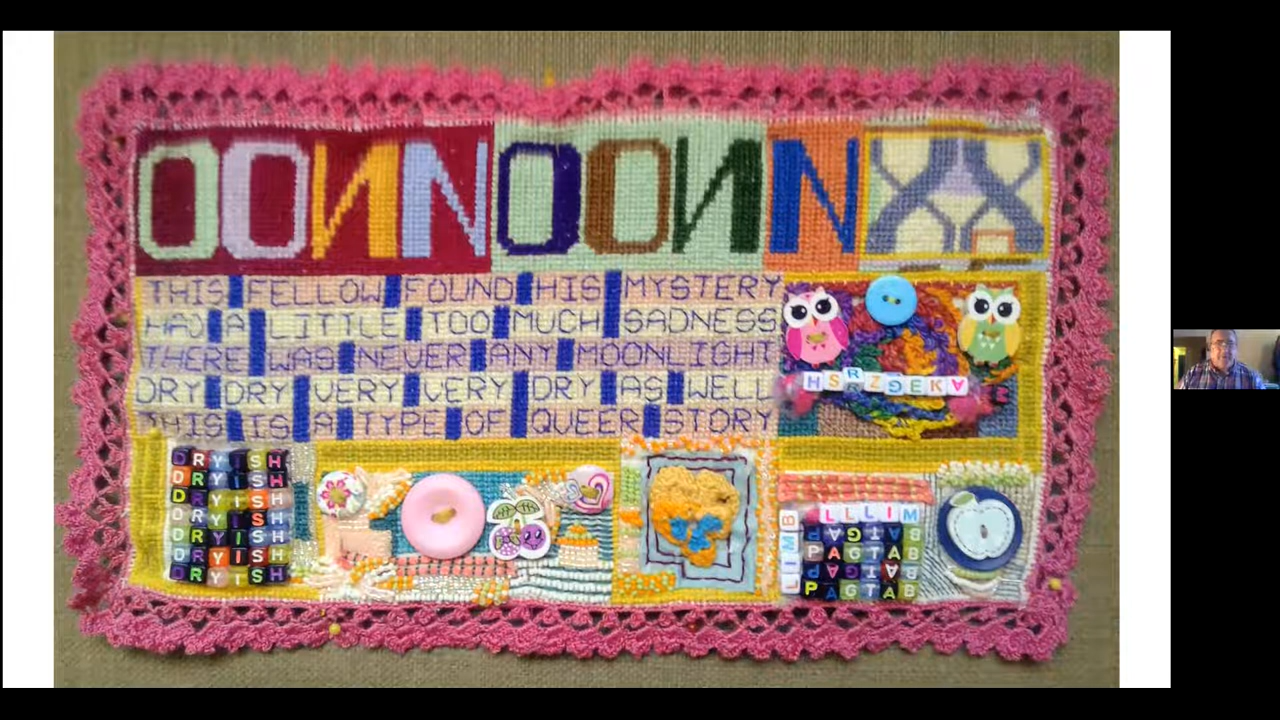 OONNOONN
THIS FELLOW FOUND HIS MYSTERY
HAD A LITTLE TOO MUCH SADNESS
THERE WAS NEVER ANY MOONLIGHT
DRY DRY VERY VERY DRY AS WELL
THIS IS A TYPE OF QUEER STORY
HSRZGEKA
DRYISH
DRYISH
DRYISH
DRYISH
DRYISH
DRYISH
DRYISH
LIMB
LLLIM
PAGTAB
PAGTAB
PAGTAB
PAGTAB